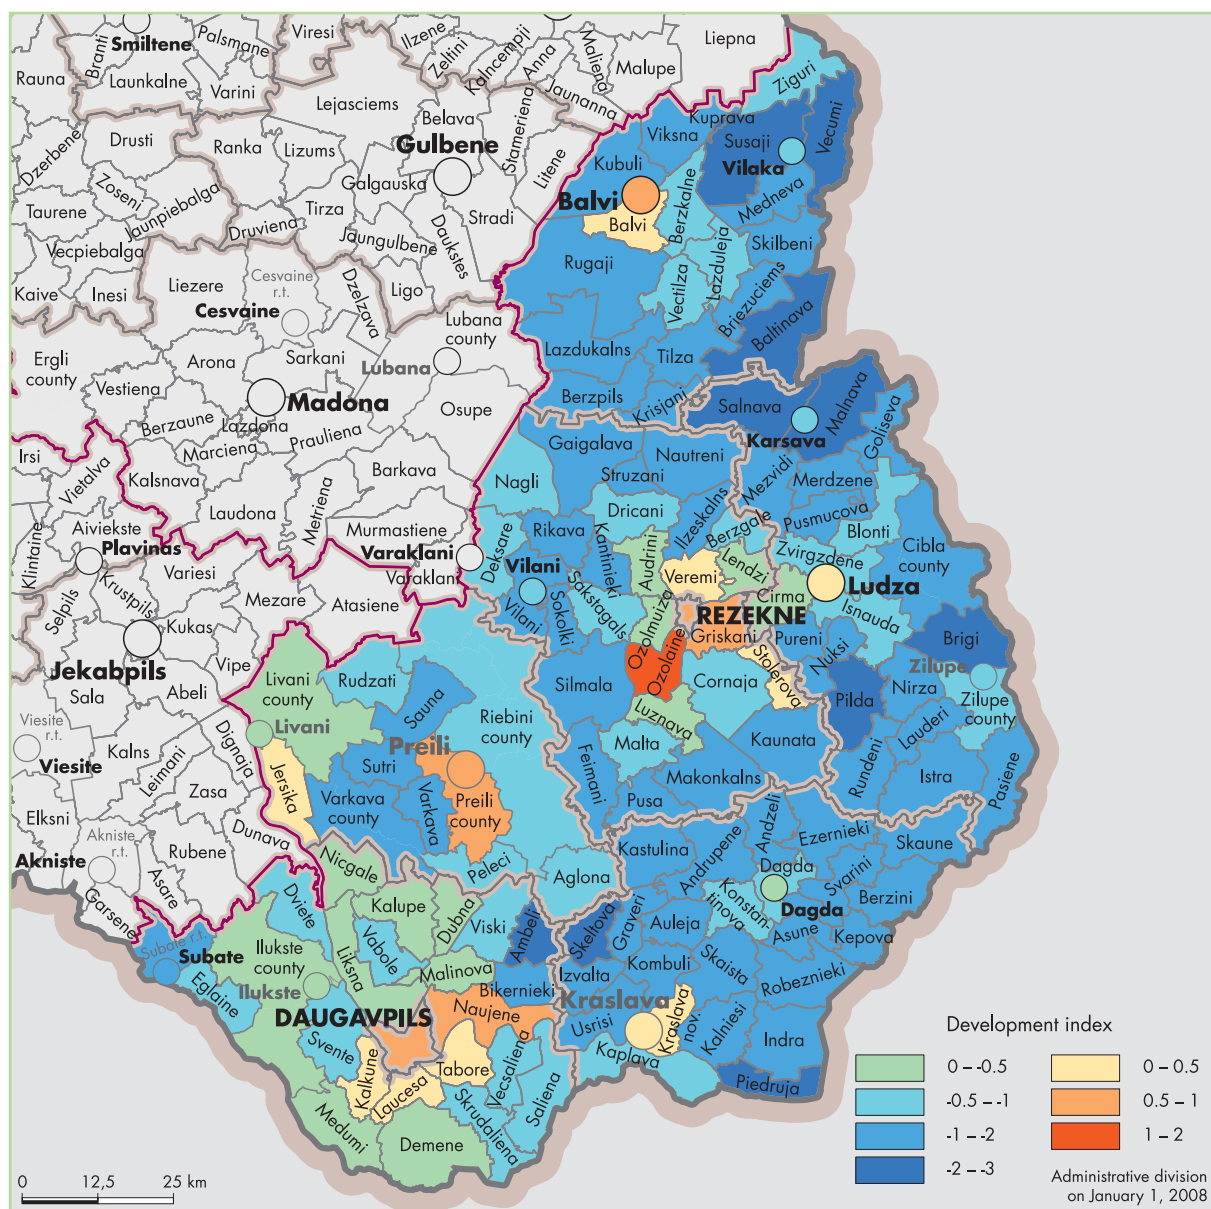 Smiltene
Branti
Palsmane
Launkalne
Rauna
Varini
Viresi
Ilzene
Zeltini
Kalncempji
Anna
Maliena
Malupe
Jaunanna
Liepna
Ziguri
Lejasciems
Belava
Gulbene
Stameriena
Litene
Drusti
Dzerbene
Zoseni
Jaunpiebalga
Taurene
Vecpiebalga
Kaive
Inesi
Ranka
Lizums
Galgauska
Tirza
Druviena
Jaungulbene
Daukstes
Stradi
Ligo
Liezere
Cesvaine
r.t.
Cesvaine
Dzelzava
Lubana
county
Lubana
Sarkani
Arona
Ergli
county
Vestiena
Madona
Lazdona
Berzaune
Marciena
Prauliena
Osupe
Barkava
Irsi
Vietalva
Kalsnava
Laudona
Metriena
Murmastiene
Varaklani
Varaklani
Aiviekste
Plavinas
Klintaine
Krustpils
Variesi
Mezare
Atasiene
Selpils
Kukas
Jekabpils
Vipe
Sala
Abeli
Viesite
r.t.
Viesite
Kalns
Leimani
Dignaja
Zasa
Elksni
Akniste
r.t.
Akniste
Rubene
Dunava
Asare
Garsene
Kuprava
Viksna
Susaji
Vecumi
Vilaka
Kubuli
Balvi
Balvi
Berzkalne
Medneva
Skilbeni
Rugaji
Vectilza
Lazduleja
Briezuciems
Baltinava
Lazdukalns
Tilza
Berzpils
Krisjani
Salnava
Malnava
Karsava
Goliseva
Mezvidi
Merdzene
Pusmucova
Blonti
Zvirgzdene
Cibla
county
Ludza
Cirma
Isnauda
Brigi
Pureni
Nuksi
Zilupe
Zilupe
county
Pilda
Nirza
Lauderi
Rundeni
Istra
Pasiene
Gaigalava
Nautreni
Struzani
Nagli
Dricani
Ilzeskalns
Berzgale
Rikava
Kantinieki
Audrini
Veremi
Lendzi
Deksare
Vilani
Vilani
Sokolki
Sakstagals
Ozolmuiza
REZEKNE
Griskani
Ozolaine
Stolerova
Silmala
Cornaja
Luznava
Malta
Kaunata
Feimani
Makonkalns
Pusa
Livani
county
Livani
Rudzati
Sauna
Riebini
county
Preili
Jersika
Sutri
Preili
county
Varkava
county
Varkava
Peleci
Aglona
Kastulina
Andrupene
Andzeli
Ezernieki
Skaune
Dagda
Dagda
Svarini
Konstan-
tinova
Berzini
Asune
Kepova
Skeltova
Graveri
Auleja
Skaista
Izvalta
Kombuli
Robeznieki
Kraslava
Usrisi
Kraslava
nov.
Kalniesi
Indra
Kaplava
Piedruja
Nicgale
Kalupe
Dubna
Viski
Ambeli
Dviete
Vabole
Liksna
Malinova
Bikernieki
Subate r.t.
Subate
Eglaine
Ilukste
county
Ilukste
DAUGAVPILS
Naujene
Svente
Kalkune
Laucesa
Tabore
Vecsaliena
Saliena
Skrudaliena
Medumi
Demene
Development index
0 – -0.5
-0.5 – -1
-1 – -2
-2 – -3
0 – 0.5
0.5 – 1
1 – 2
Administrative division
on January 1, 2008
0 12,5 25 km